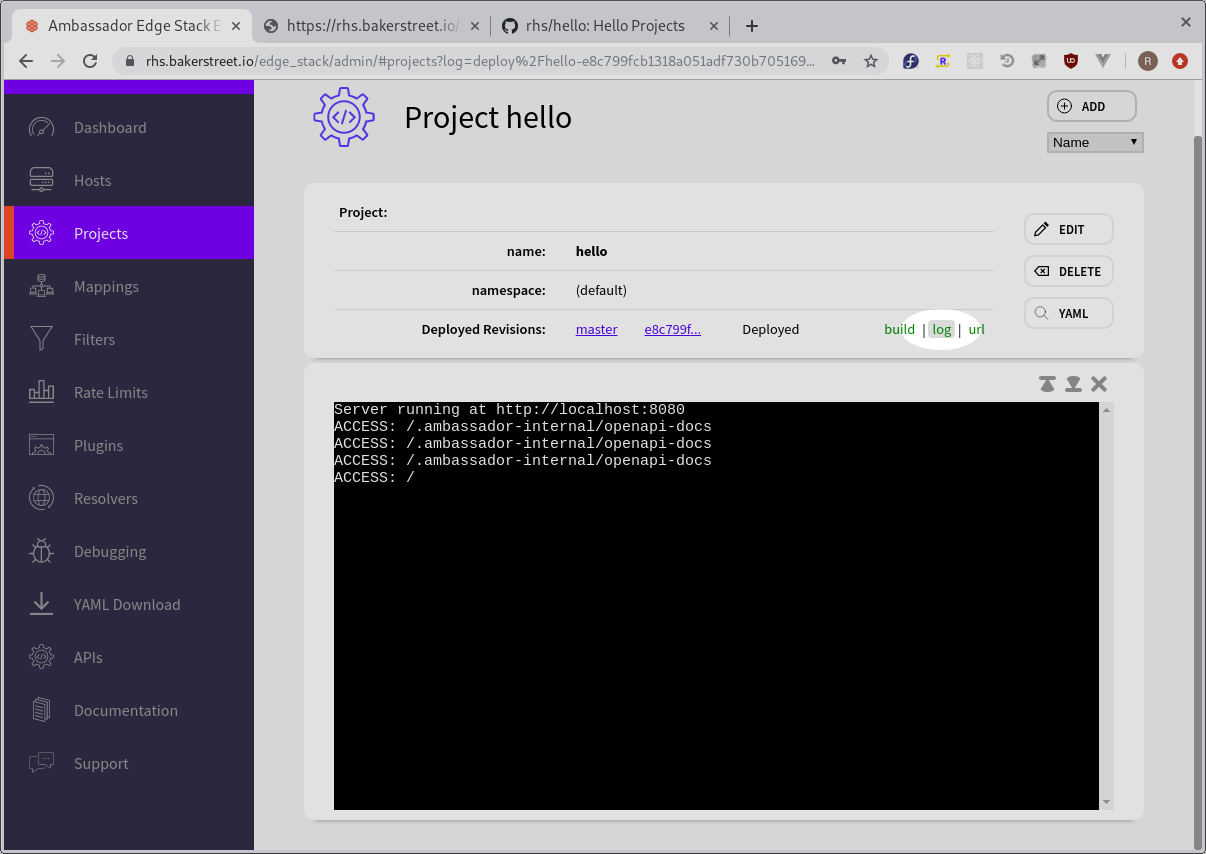 Ambassador Edge Stack E
https://rhs.bakerstreet.io/
rhs/hello: Hello Projects
rhs.bakerstreet.io/edge_stack/admin/#projects?log=deploy%2Fhello-e8c799fcb1318a051adf730b705169...
R
Dashboard
Hosts
Projects
Mappings
Filters
Rate Limits
Plugins
Resolvers
Debugging
YAML Download
APIs
Documentation
Support
Project hello
ADD
Name
Project:
name: hello
namespace: (default)
Deployed Revisions: master e8c799f... Deployed build | log | url
EDIT
DELETE
YAML
Server running at http://localhost:8080
ACCESS: /.ambassador-internal/openapi-docs
ACCESS: /.ambassador-internal/openapi-docs
ACCESS: /.ambassador-internal/openapi-docs
ACCESS: /